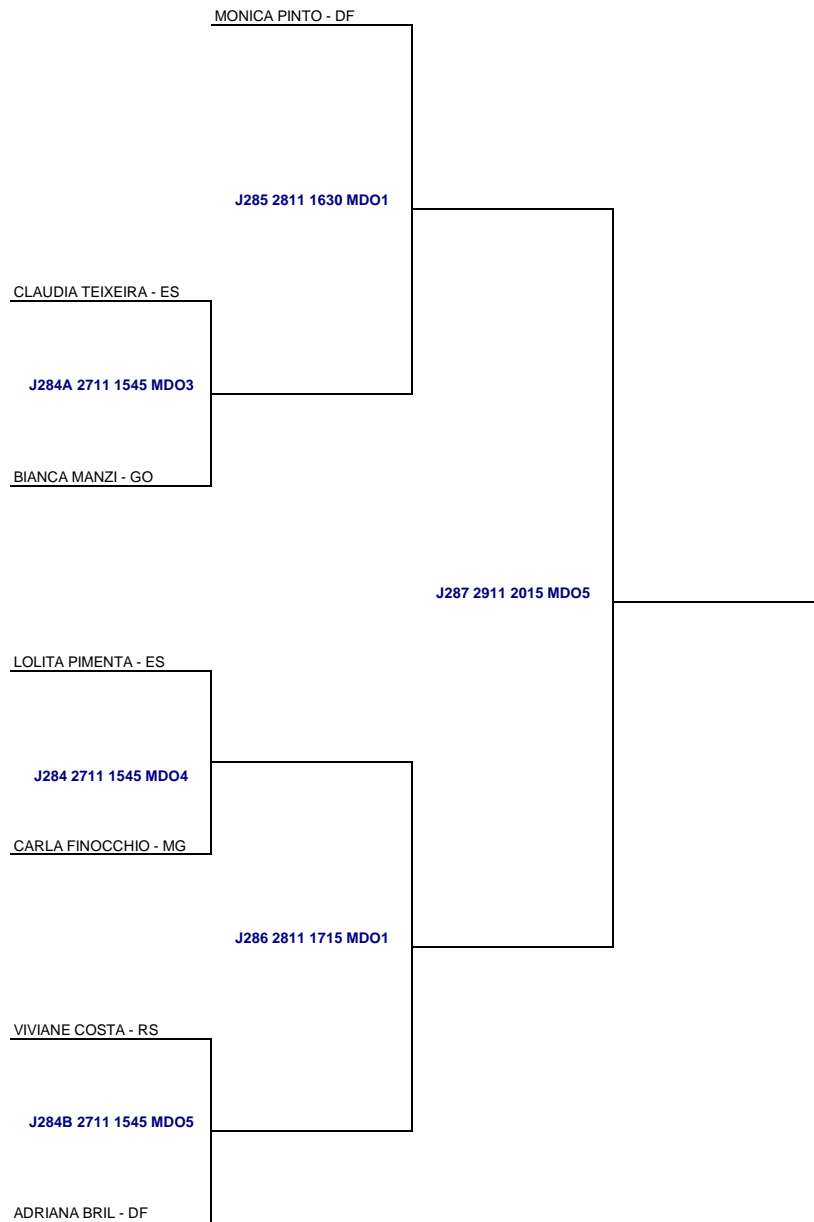 MONICA PINTO - DF
J285 2811 1630 MDO1
CLAUDIA TEIXEIRA - ES
J284A 2711 1545 MDO3
BIANCA MANZI - GO
J287 2911 2015 MDO5
LOLITA PIMENTA - ES
J284 2711 1545 MDO4
CARLA FINOCCHIO - MG
J286 2811 1715 MDO1
VIVIANE COSTA - RS
J284B 2711 1545 MDO5
ADRIANA BRIL - DF